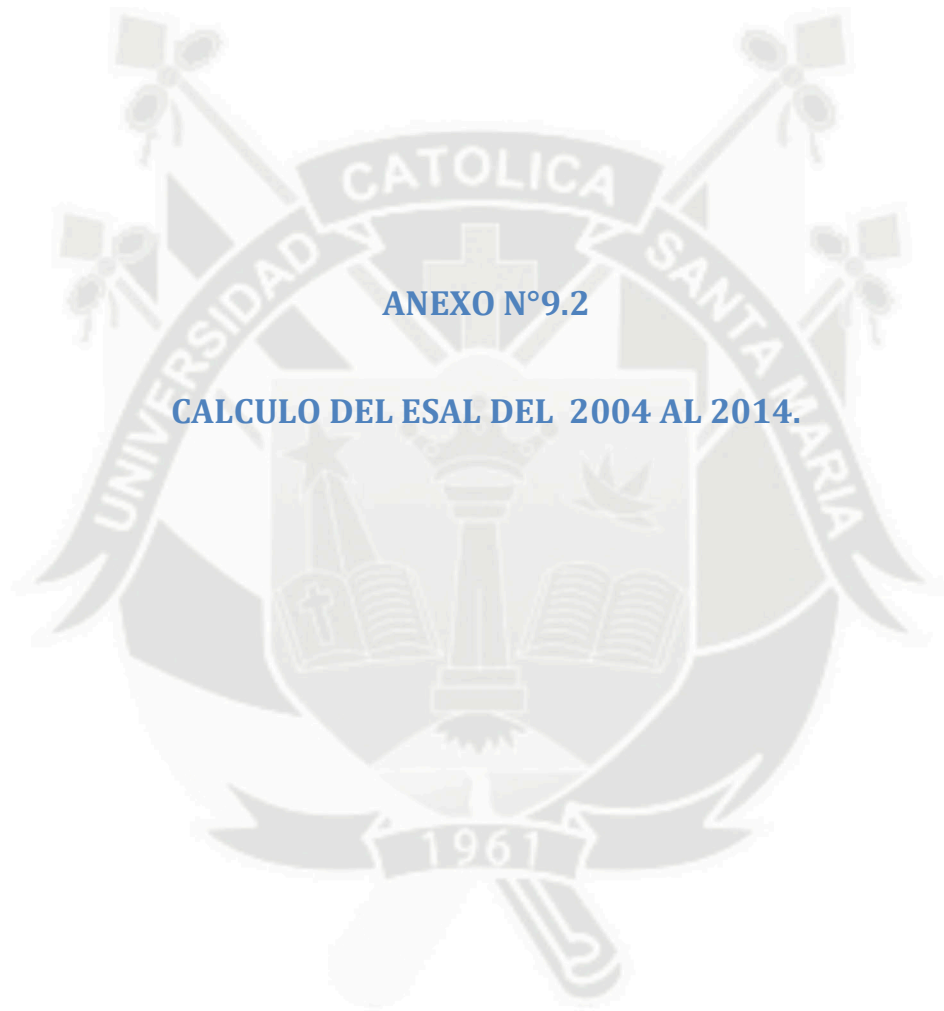 UNIVERSIDAD CATOLICA SANTA MARIA
ANEXO N°9.2
CALCULO DEL ESAL DEL  2004 AL 2014.
1961